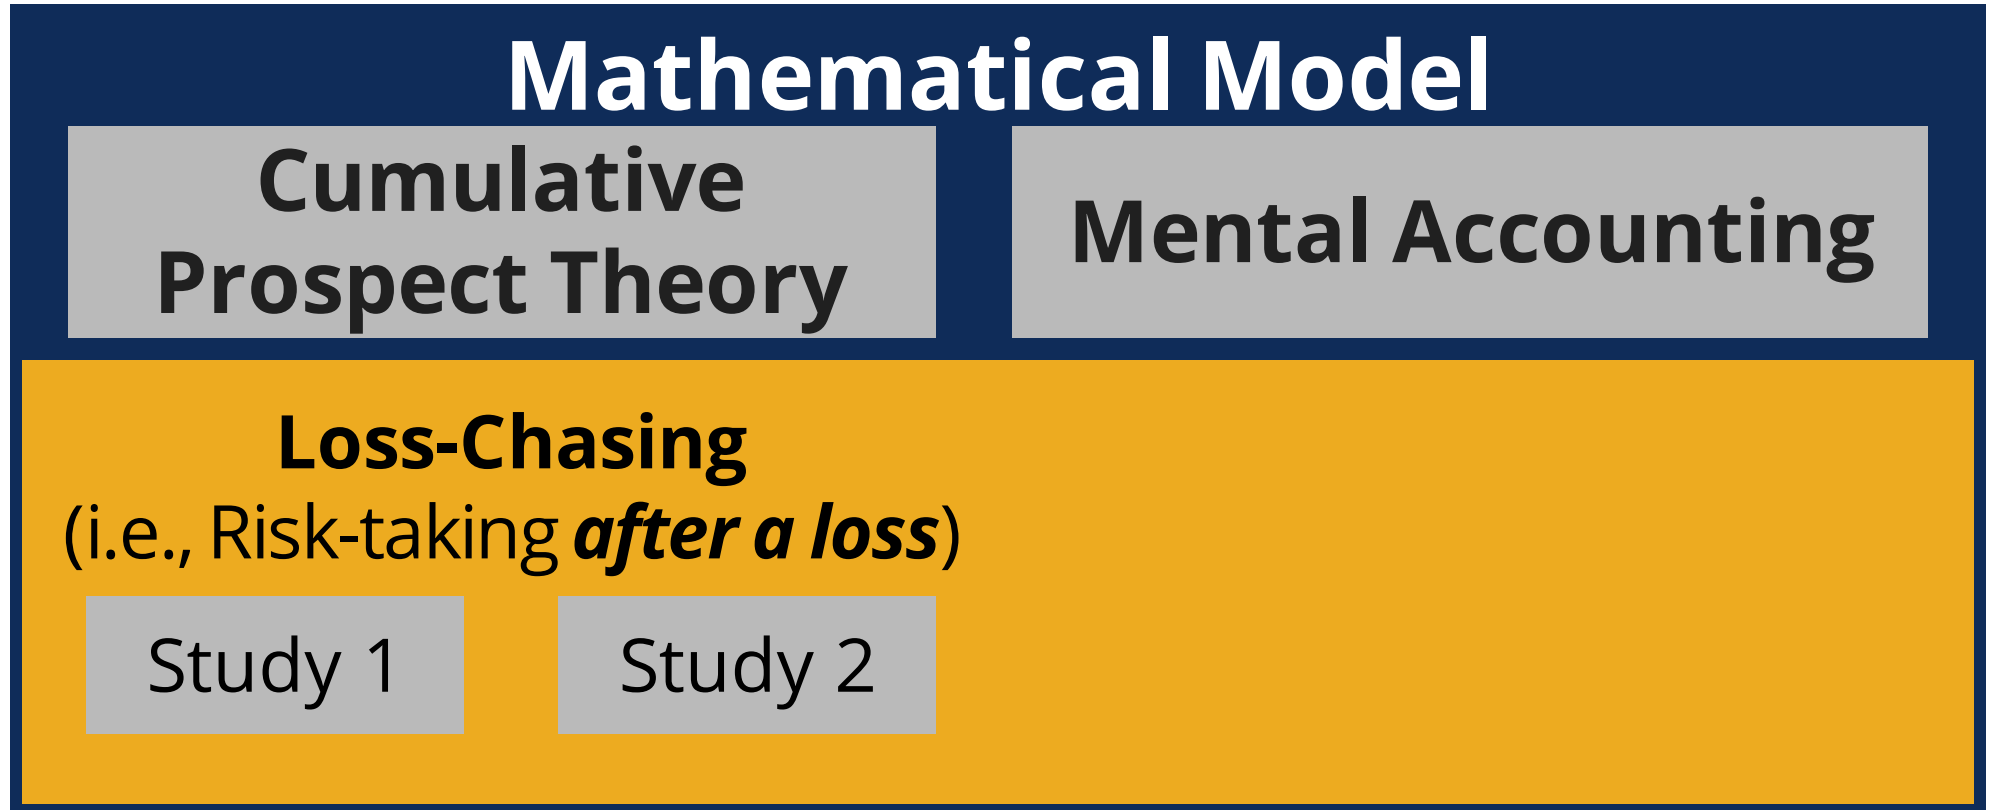 Mathematical Model
Cumulative
Prospect Theory
Mental Accounting
Loss-Chasing
(i.e., Risk-taking after a loss)
Study 1
Study 2